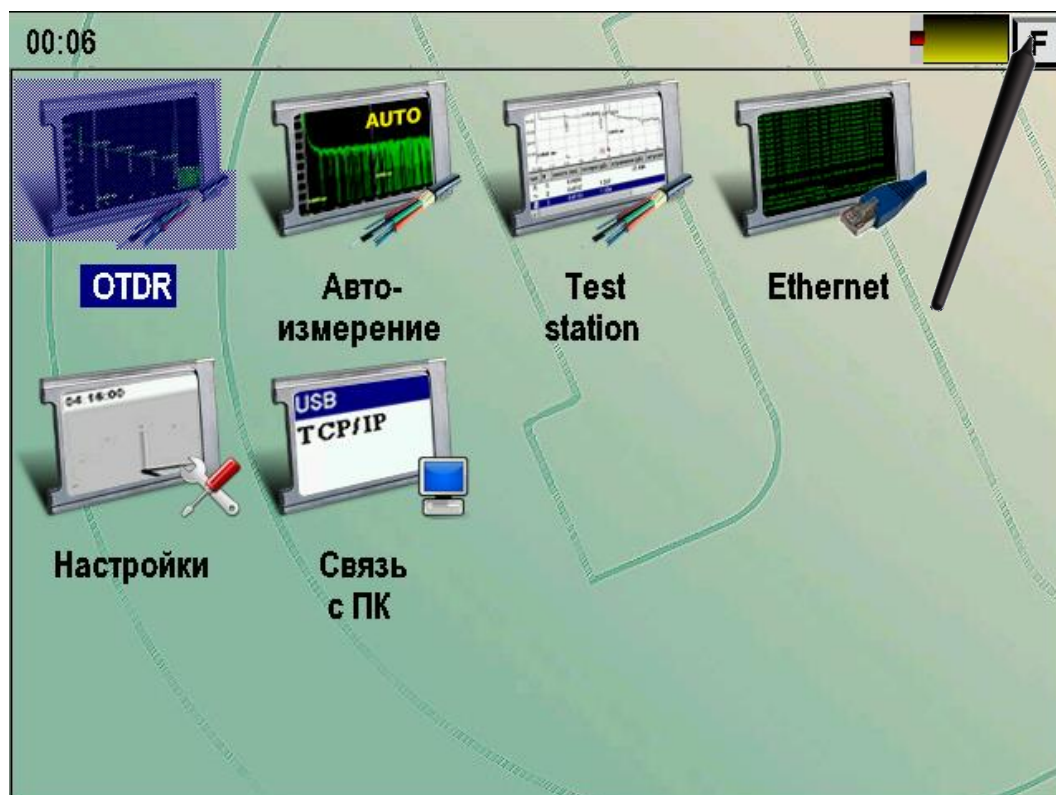 00:06
F
AUTO
OTDR
Авто-
измерение
Test
station
Ethernet
04:16:00
USB
TCP/IP
Настройки
Связь
с ПК